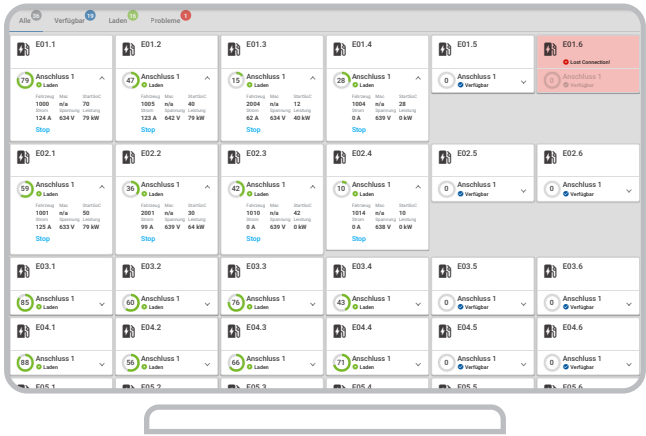 Alle 36 Verfügbar 19 Laden 16 Probleme 1
E01.1 E01.2 E01.3 E01.4 E01.5 E01.6
Lost Connection!
79 Anschluss 1 47 Anschluss 1 15 Anschluss 1 28 Anschluss 1 0 Anschluss 1 0 Anschluss 1
Laden Laden Laden Laden Verfügbar Verfügbar
Fahrzeug Max StartSoC Fahrzeug Max StartSoC Fahrzeug Max StartSoC Fahrzeug Max StartSoC
1000 n/a 70 1005 n/a 40 2004 n/a 12 1004 n/a 28
Strom Spannung Leistung Strom Spannung Leistung Strom Spannung Leistung Strom Spannung Leistung
124 A 634 V 79 kW 123 A 642 V 79 kW 62 A 634 V 40 kW 0 A 639 V 0 kW
Stop Stop Stop Stop
E02.1 E02.2 E02.3 E02.4 E02.5 E02.6
59 Anschluss 1 36 Anschluss 1 42 Anschluss 1 10 Anschluss 1 0 Anschluss 1 0 Anschluss 1
Laden Laden Laden Laden Verfügbar Verfügbar
Fahrzeug Max StartSoC Fahrzeug Max StartSoC Fahrzeug Max StartSoC Fahrzeug Max StartSoC
1001 n/a 50 2001 n/a 30 1010 n/a 42 1014 n/a 10
Strom Spannung Leistung Strom Spannung Leistung Strom Spannung Leistung Strom Spannung Leistung
125 A 633 V 79 kW 99 A 639 V 64 kW 0 A 639 V 0 kW 0 A 638 V 0 kW
Stop Stop Stop Stop
E03.1 E03.2 E03.3 E03.4 E03.5 E03.6
85 Anschluss 1 60 Anschluss 1 76 Anschluss 1 43 Anschluss 1 0 Anschluss 1 0 Anschluss 1
Laden Laden Laden Laden Verfügbar Verfügbar
E04.1 E04.2 E04.3 E04.4 E04.5 E04.6
88 Anschluss 1 56 Anschluss 1 66 Anschluss 1 71 Anschluss 1 0 Anschluss 1 0 Anschluss 1
Laden Laden Laden Laden Verfügbar Verfügbar
E05.1 E05.2 E05.3 E05.4 E05.5 E05.6